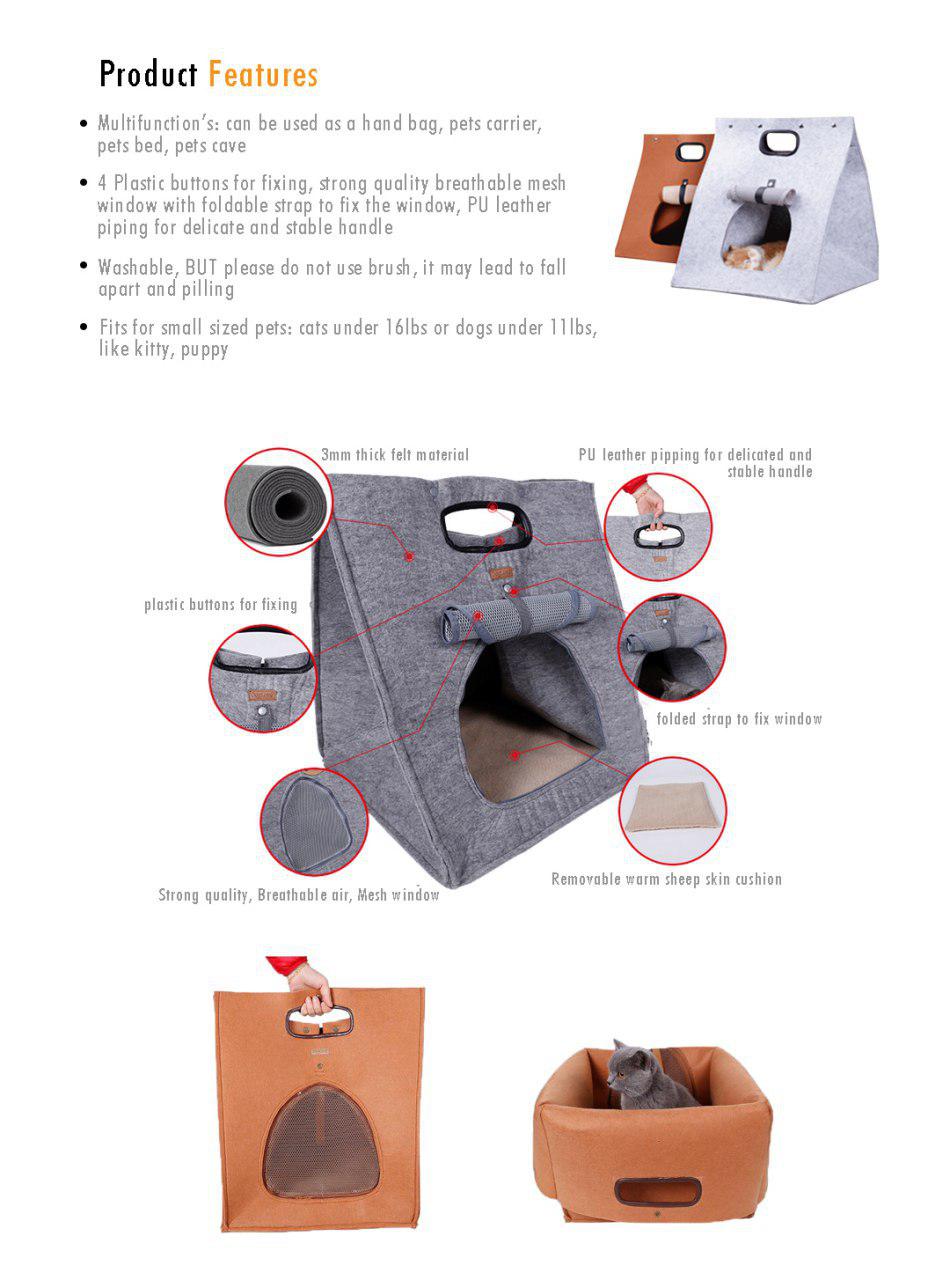 Product Features
• Multifunction's: can be used as a hand bag, pets carrier,
pets bed, pets cave
• 4 Plastic buttons for fixing, strong quality breathable mesh
window with foldable strap to fix the window, PU leather
piping for delicate and stable handle
• Washable, BUT please do not use brush, it may lead to fall
apart and pilling
• Fits for small sized pets: cats under 16lbs or dogs under 11lbs,
like kitty, puppy
3mm thick felt material
PU leather pipping for delicated and
stable handle
plastic buttons for fixing
folded strap to fix window
Removable warm sheep skin cushion
Strong quality, Breathable air, Mesh window